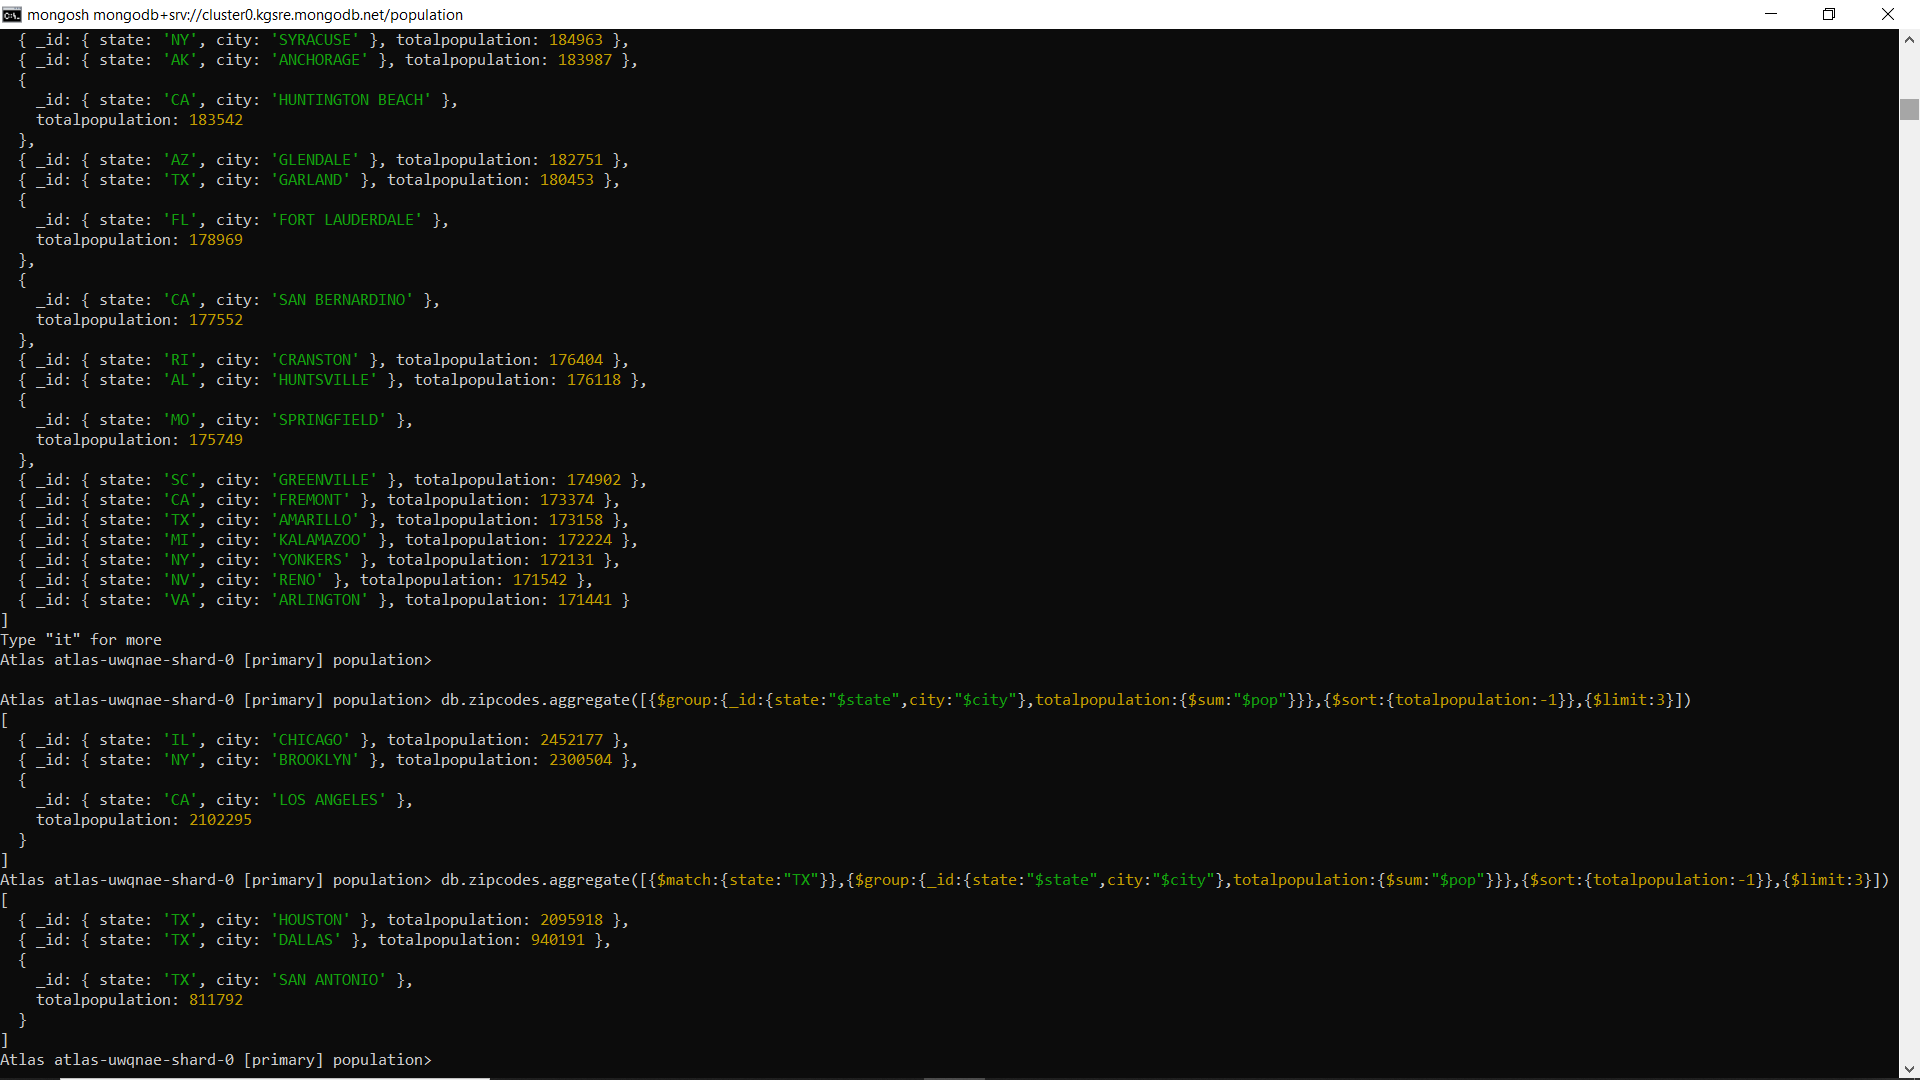 mongosh mongodb+srv://cluster0.kgsre.mongodb.net/population
  { _id: { state: 'NY', city: 'SYRACUSE' }, totalpopulation: 184963 },
  { _id: { state: 'AK', city: 'ANCHORAGE' }, totalpopulation: 183987 },
  {
    _id: { state: 'CA', city: 'HUNTINGTON BEACH' },
    totalpopulation: 183542
  },
  { _id: { state: 'AZ', city: 'GLENDALE' }, totalpopulation: 182751 },
  { _id: { state: 'TX', city: 'GARLAND' }, totalpopulation: 180453 },
  {
    _id: { state: 'FL', city: 'FORT LAUDERDALE' },
    totalpopulation: 178969
  },
  {
    _id: { state: 'CA', city: 'SAN BERNARDINO' },
    totalpopulation: 177552
  },
  { _id: { state: 'RI', city: 'CRANSTON' }, totalpopulation: 176404 },
  { _id: { state: 'AL', city: 'HUNTSVILLE' }, totalpopulation: 176118 },
  {
    _id: { state: 'MO', city: 'SPRINGFIELD' },
    totalpopulation: 175749
  },
  { _id: { state: 'SC', city: 'GREENVILLE' }, totalpopulation: 174902 },
  { _id: { state: 'CA', city: 'FREMONT' }, totalpopulation: 173374 },
  { _id: { state: 'TX', city: 'AMARILLO' }, totalpopulation: 173158 },
  { _id: { state: 'MI', city: 'KALAMAZOO' }, totalpopulation: 172224 },
  { _id: { state: 'NY', city: 'YONKERS' }, totalpopulation: 172131 },
  { _id: { state: 'NV', city: 'RENO' }, totalpopulation: 171542 },
  { _id: { state: 'VA', city: 'ARLINGTON' }, totalpopulation: 171441 }
]
Type "it" for more
Atlas atlas-uwqnae-shard-0 [primary] population>
Atlas atlas-uwqnae-shard-0 [primary] population> db.zipcodes.aggregate([{$group:{_id:{state:"$state",city:"$city"},totalpopulation:{$sum:"$pop"}}},{$sort:{totalpopulation:-1}},{$limit:3}])
[
  { _id: { state: 'IL', city: 'CHICAGO' }, totalpopulation: 2452177 },
  { _id: { state: 'NY', city: 'BROOKLYN' }, totalpopulation: 2300504 },
  {
    _id: { state: 'CA', city: 'LOS ANGELES' },
    totalpopulation: 2102295
  }
]
Atlas atlas-uwqnae-shard-0 [primary] population> db.zipcodes.aggregate([{$match:{state:"TX"}},{$group:{_id:{state:"$state",city:"$city"},totalpopulation:{$sum:"$pop"}}},{$sort:{totalpopulation:-1}},{$limit:3}])
[
  { _id: { state: 'TX', city: 'HOUSTON' }, totalpopulation: 2095918 },
  { _id: { state: 'TX', city: 'DALLAS' }, totalpopulation: 940191 },
  {
    _id: { state: 'TX', city: 'SAN ANTONIO' },
    totalpopulation: 811792
  }
]
Atlas atlas-uwqnae-shard-0 [primary] population>